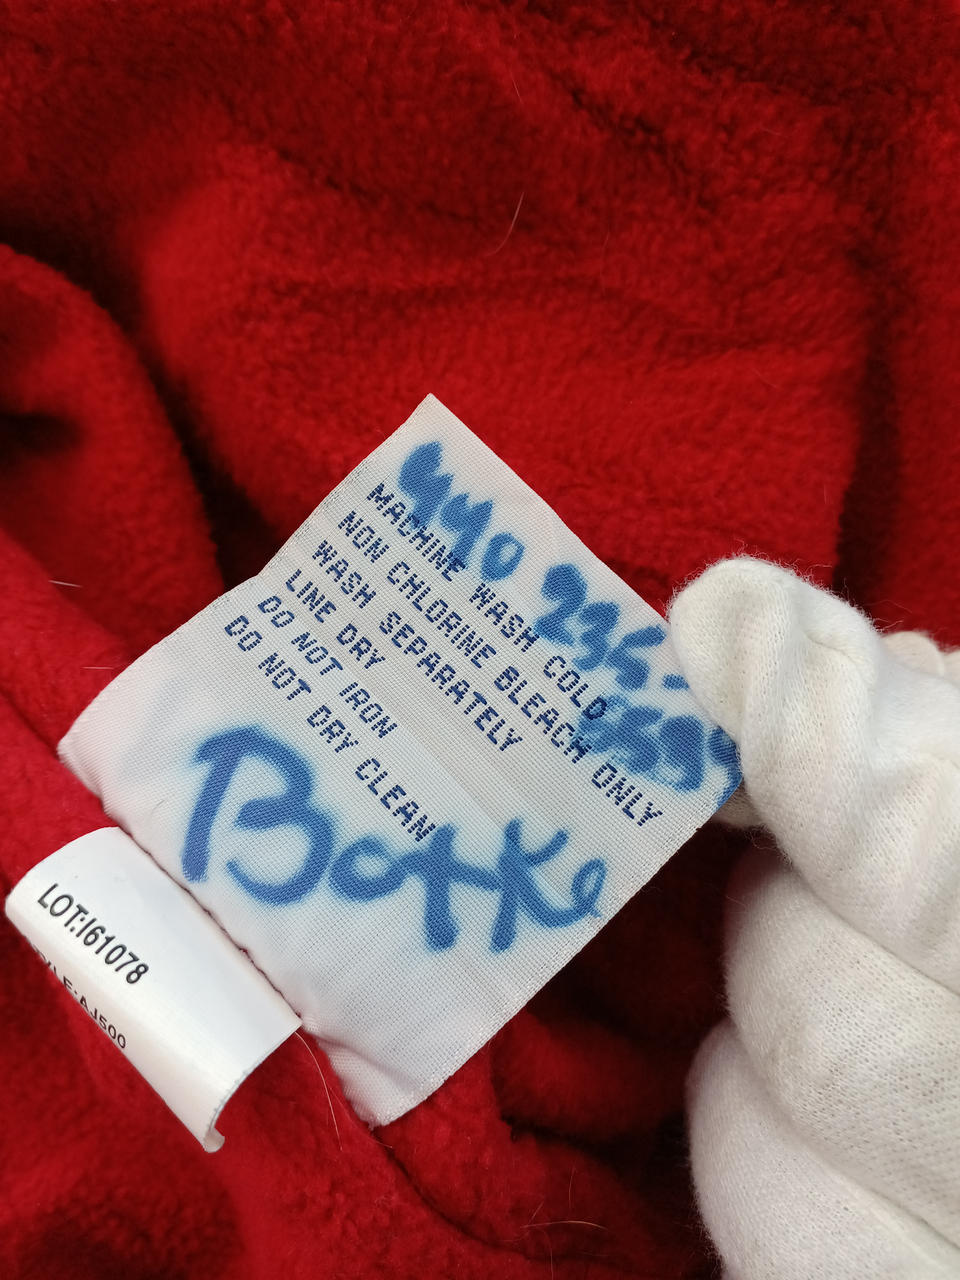 440 235-
MACHINE WASH COLD
NON CHLORINE BLEACH ONLY
WASH SEPARATELY
LINE DRY
DO NOT IRON
DO NOT DRY CLEAN
LOT:I61078